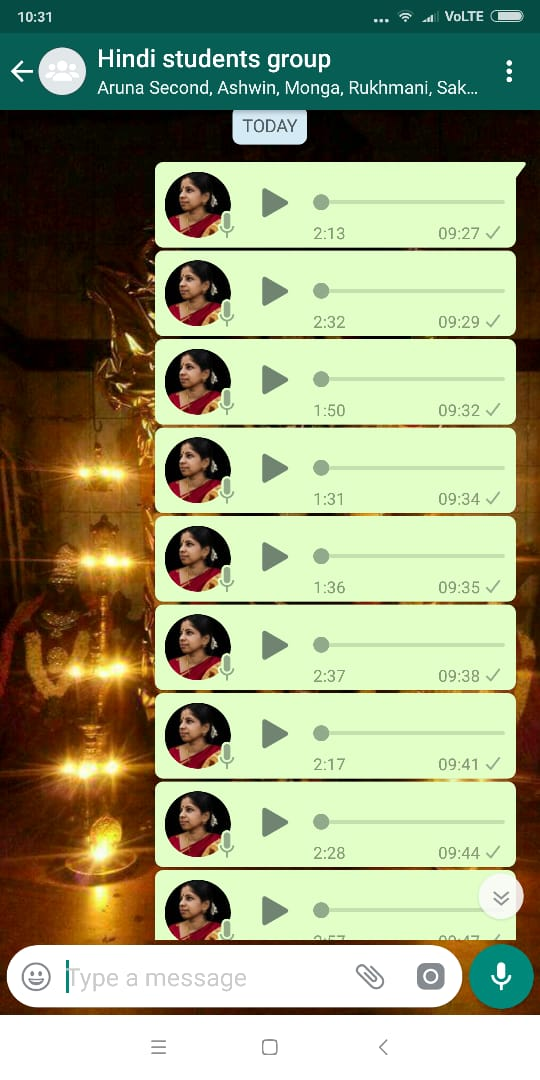 10:31
VoLTE
Hindi students group
Aruna Second, Ashwin, Monga, Rukhmani, Sak...
TODAY
2:13 09:27
2:32 09:29
1:50 09:32
1:31 09:34
1:36 09:35
2:37 09:38
2:17 09:41
2:28 09:44
Type a message